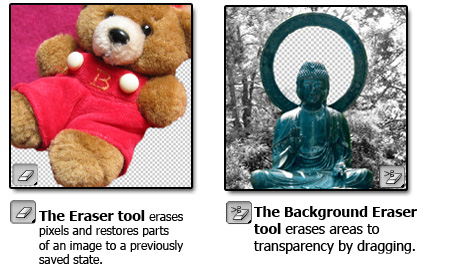 B
The Eraser tool erases
pixels and restores parts
of an image to a previously
saved state.
The Background Eraser
tool erases areas to
transparency by dragging.